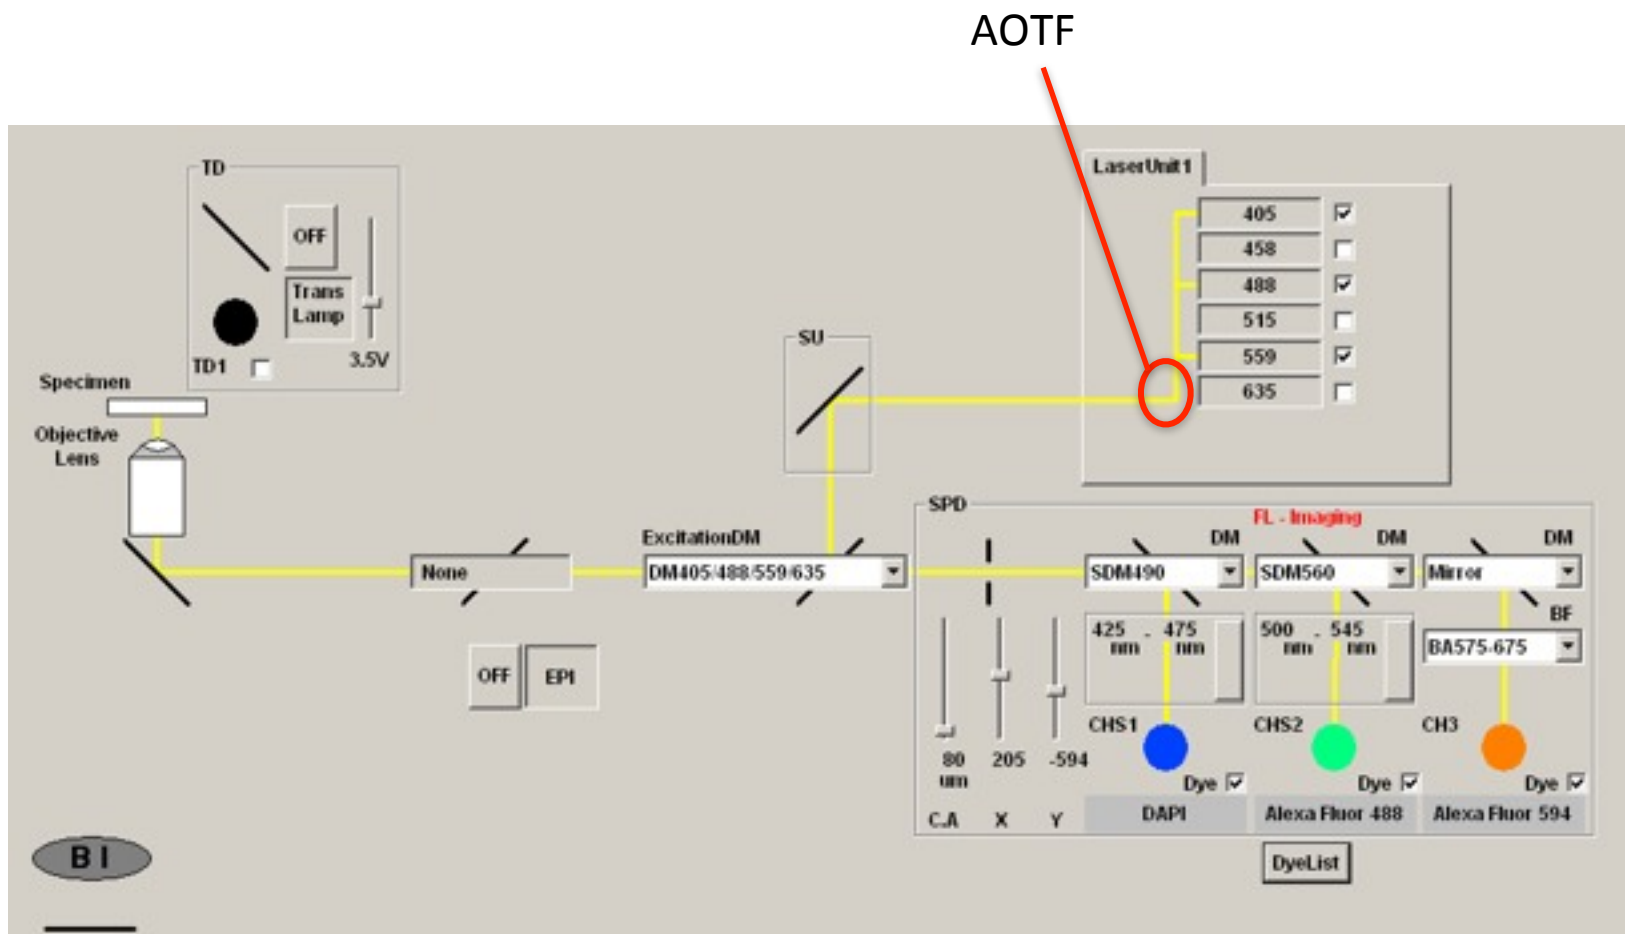 AOTF
TD
OFF
Trans
Lamp
TD1
3.5V
LaserUnit1
405
458
488
515
559
635
SU
Specimen
Objective
Lens
None
ExcitationDM
DM405/488/559/635
OFF
EPI
SPD
FL - Imaging
DM
DM
DM
SDM490
SDM560
Mirror
BF
425 - 475
nm nm
500 - 545
nm nm
BA575-675
CHS1
CHS2
CH3
80
um
205
-594
C.A
X
Y
Dye
Dye
Dye
DAPI
Alexa Fluor 488
Alexa Fluor 594
DyeList
B I